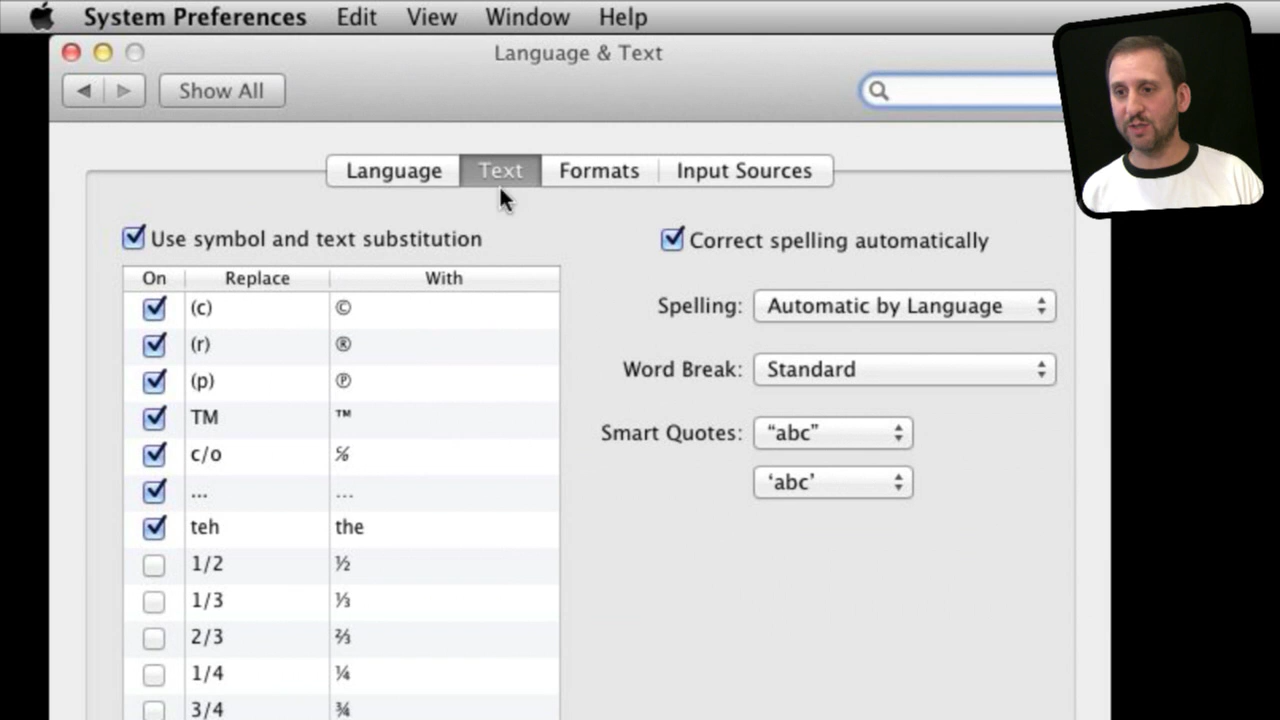 System Preferences Edit View Window Help
Language & Text
Show All
Language Text Formats Input Sources
Use symbol and text substitution
Correct spelling automatically
On Replace With
(c) ©
(r) ®
(p) ℗
TM ™
c/o ℅
... …
teh the
1/2 ½
1/3 ⅓
2/3 ⅔
1/4 ¼
3/4 ¾
Spelling: Automatic by Language
Word Break: Standard
Smart Quotes: “abc”
‘abc’